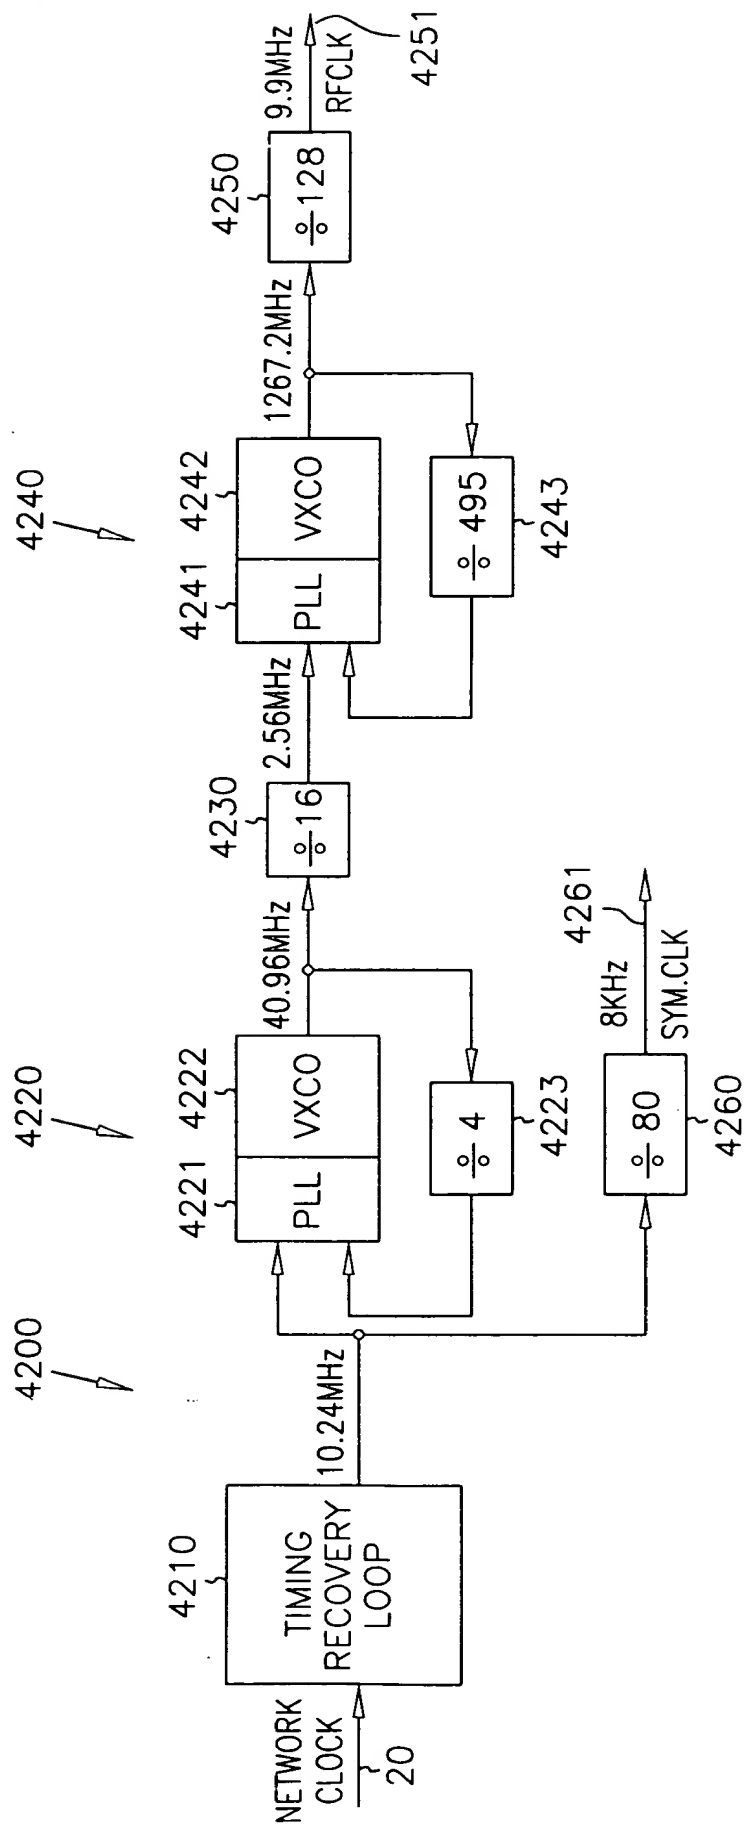 4200
4220
4240
NETWORK
CLOCK
20
4210
TIMING
RECOVERY
LOOP
10.24MHz
4221
4222
PLL
VXCO
÷ 4
4223
40.96MHz
4230
÷16
2.56MHz
4241
4242
PLL
VXCO
÷ 495
4243
1267.2MHz
4250
÷128
9.9MHz
RFCLK
4251
÷ 80
4260
8KHz
SYM.CLK
4261